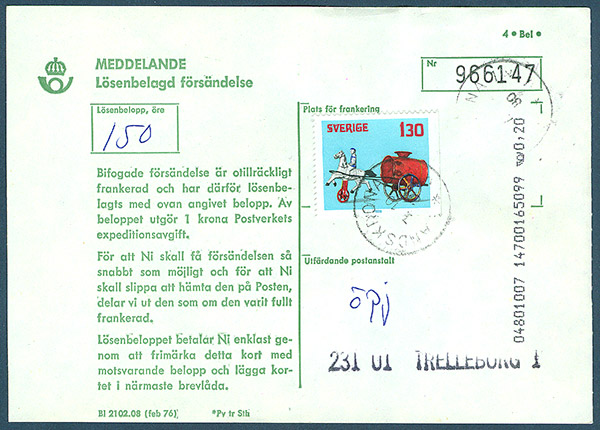 4 • Bel •
MEDDELANDE
Lösenbelagd försändelse
Nr
966147
Lösenbelopp, öre
150
Plats för frankering
SVERIGE 130
Bifogade försändelse är otillräckligt
frankerad och har därför lösenbe-
lagts med ovan angivet belopp. Av
beloppet utgör 1 krona Postverkets
expeditionsavgift.
För att Ni skall få försändelsen så
snabbt som möjligt och för att Ni
skall slippa att hämta den på Posten,
delar vi ut den som om den varit fullt
frankerad.
Lösenbeloppet betalar Ni enklast ge-
nom att frimärka detta kort med
motsvarande belopp och lägga kor-
tet i närmaste brevlåda.
LANDSKRONA
Utfärdande postanstalt
öpj
231 01 TRELLEBORG 1
04801007 14700165099 0,20
BI 2102.08 (feb 76) *Pv tr Sth